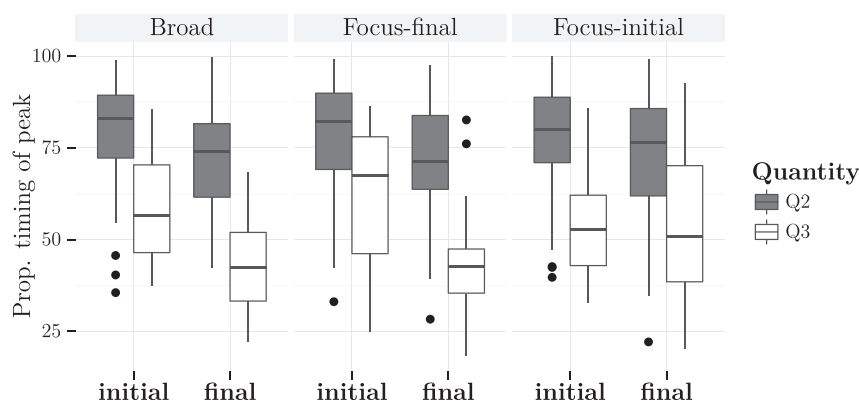 Broad Focus-final Focus-initial
Prop. timing of peak
100
75
50
25
Quantity
Q2
Q3
initial final initial final initial final